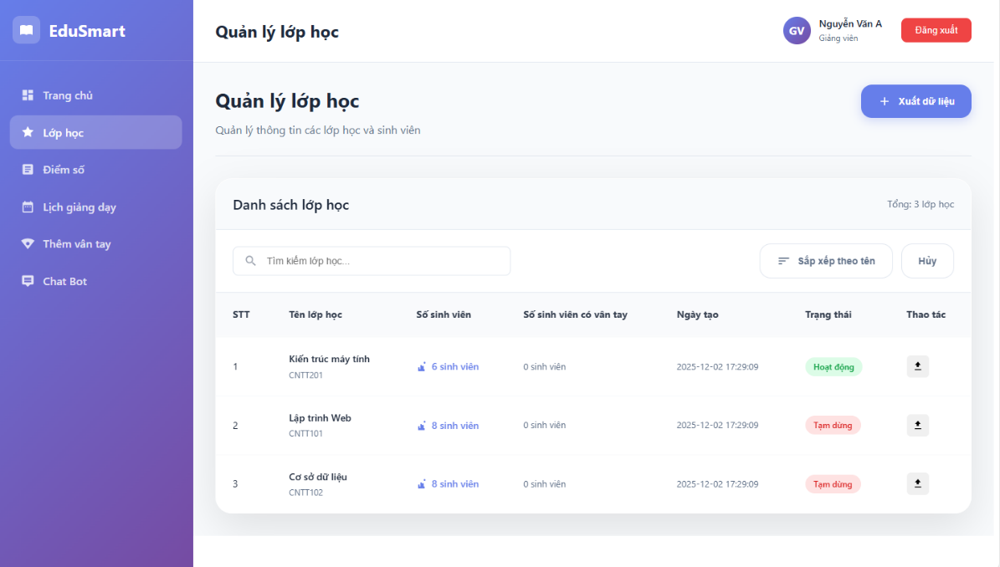 EduSmart
Quản lý lớp học
GV
Nguyễn Văn A
Giảng viên
Đăng xuất
Trang chủ
Lớp học
Điểm số
Lịch giảng dạy
Thêm vân tay
Chat Bot
Quản lý lớp học
Quản lý thông tin các lớp học và sinh viên
Xuất dữ liệu
Danh sách lớp học
Tổng: 3 lớp học
Tìm kiếm lớp học...
Sắp xếp theo tên
Hủy
STT Tên lớp học Số sinh viên Số sinh viên có vân tay Ngày tạo Trạng thái Thao tác
1 Kiến trúc máy tính 6 sinh viên 0 sinh viên 2025-12-02 17:29:09 Hoạt động
CNTT201
2 Lập trình Web 8 sinh viên 0 sinh viên 2025-12-02 17:29:09 Tạm dừng
CNTT101
3 Cơ sở dữ liệu 8 sinh viên 0 sinh viên 2025-12-02 17:29:09 Tạm dừng
CNTT102